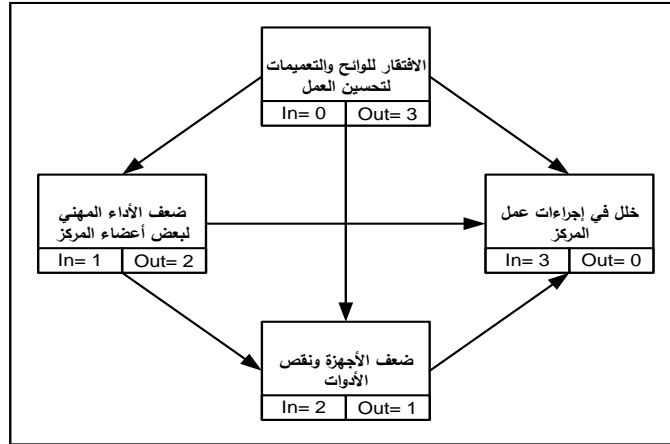 الافتقار للوائح والتعميمات
لتحسين العمل
In= 0 Out= 3
ضعف الأداء المهني
لبعض أعضاء المركز
In= 1 Out= 2
خلل في إجراءات عمل
المركز
In= 3 Out= 0
ضعف الأجهزة ونقص
الأدوات
In= 2 Out= 1